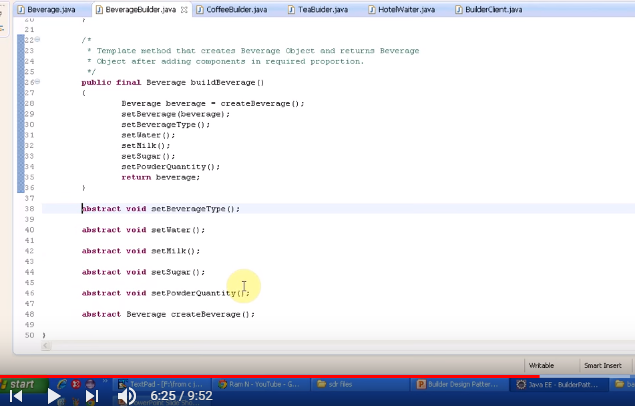 Beverage.java
BeverageBuilder.java
CoffeeBuilder.java
TeaBuider.java
HotelWaiter.java
BuilderClient.java
20 }
21
22 /*
23 * Template method that creates Beverage Object and returns Beverage
24 * Object after adding components in required proportion.
25 */
26 public final Beverage buildBeverage()
27 {
28 Beverage beverage = createBeverage();
29 setBeverage(beverage);
30 setBeverageType();
31 setWater();
32 setMilk();
33 setSugar();
34 setPowderQuantity();
35 return beverage;
36 }
37
38 abstract void setBeverageType();
39
40 abstract void setWater();
41
42 abstract void setMilk();
43
44 abstract void setSugar();
45
46 abstract void setPowderQuantity();
47
48 abstract Beverage createBeverage();
49
50 }
Writable
Smart Insert
start
TextPad - [F:\from c j...
Ram N - YouTube - G...
sdr files
Builder Design Patter...
Java EE - BuilderPatt...
6:25 / 9:52